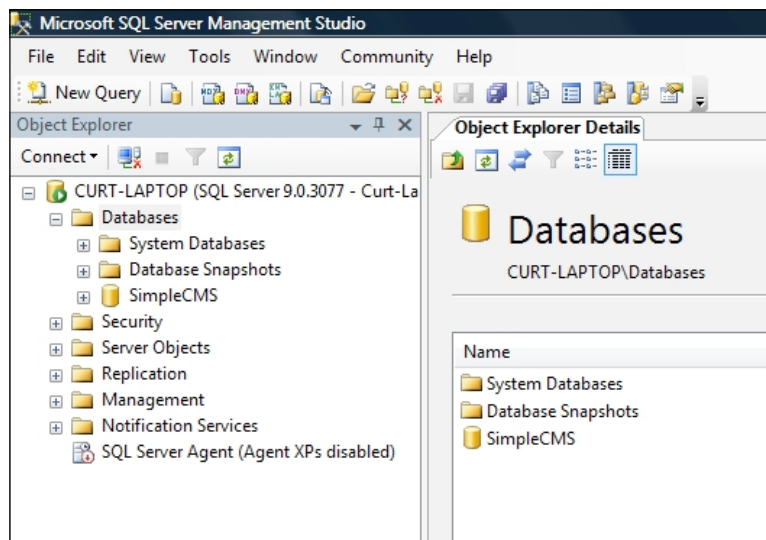 Microsoft SQL Server Management Studio
File Edit View Tools Window Community Help
New Query
Object Explorer
Connect
CURT-LAPTOP (SQL Server 9.0.3077 - Curt-La
Databases
System Databases
Database Snapshots
SimpleCMS
Security
Server Objects
Replication
Management
Notification Services
SQL Server Agent (Agent XPs disabled)
Object Explorer Details
Databases
CURT-LAPTOP\Databases
Name
System Databases
Database Snapshots
SimpleCMS